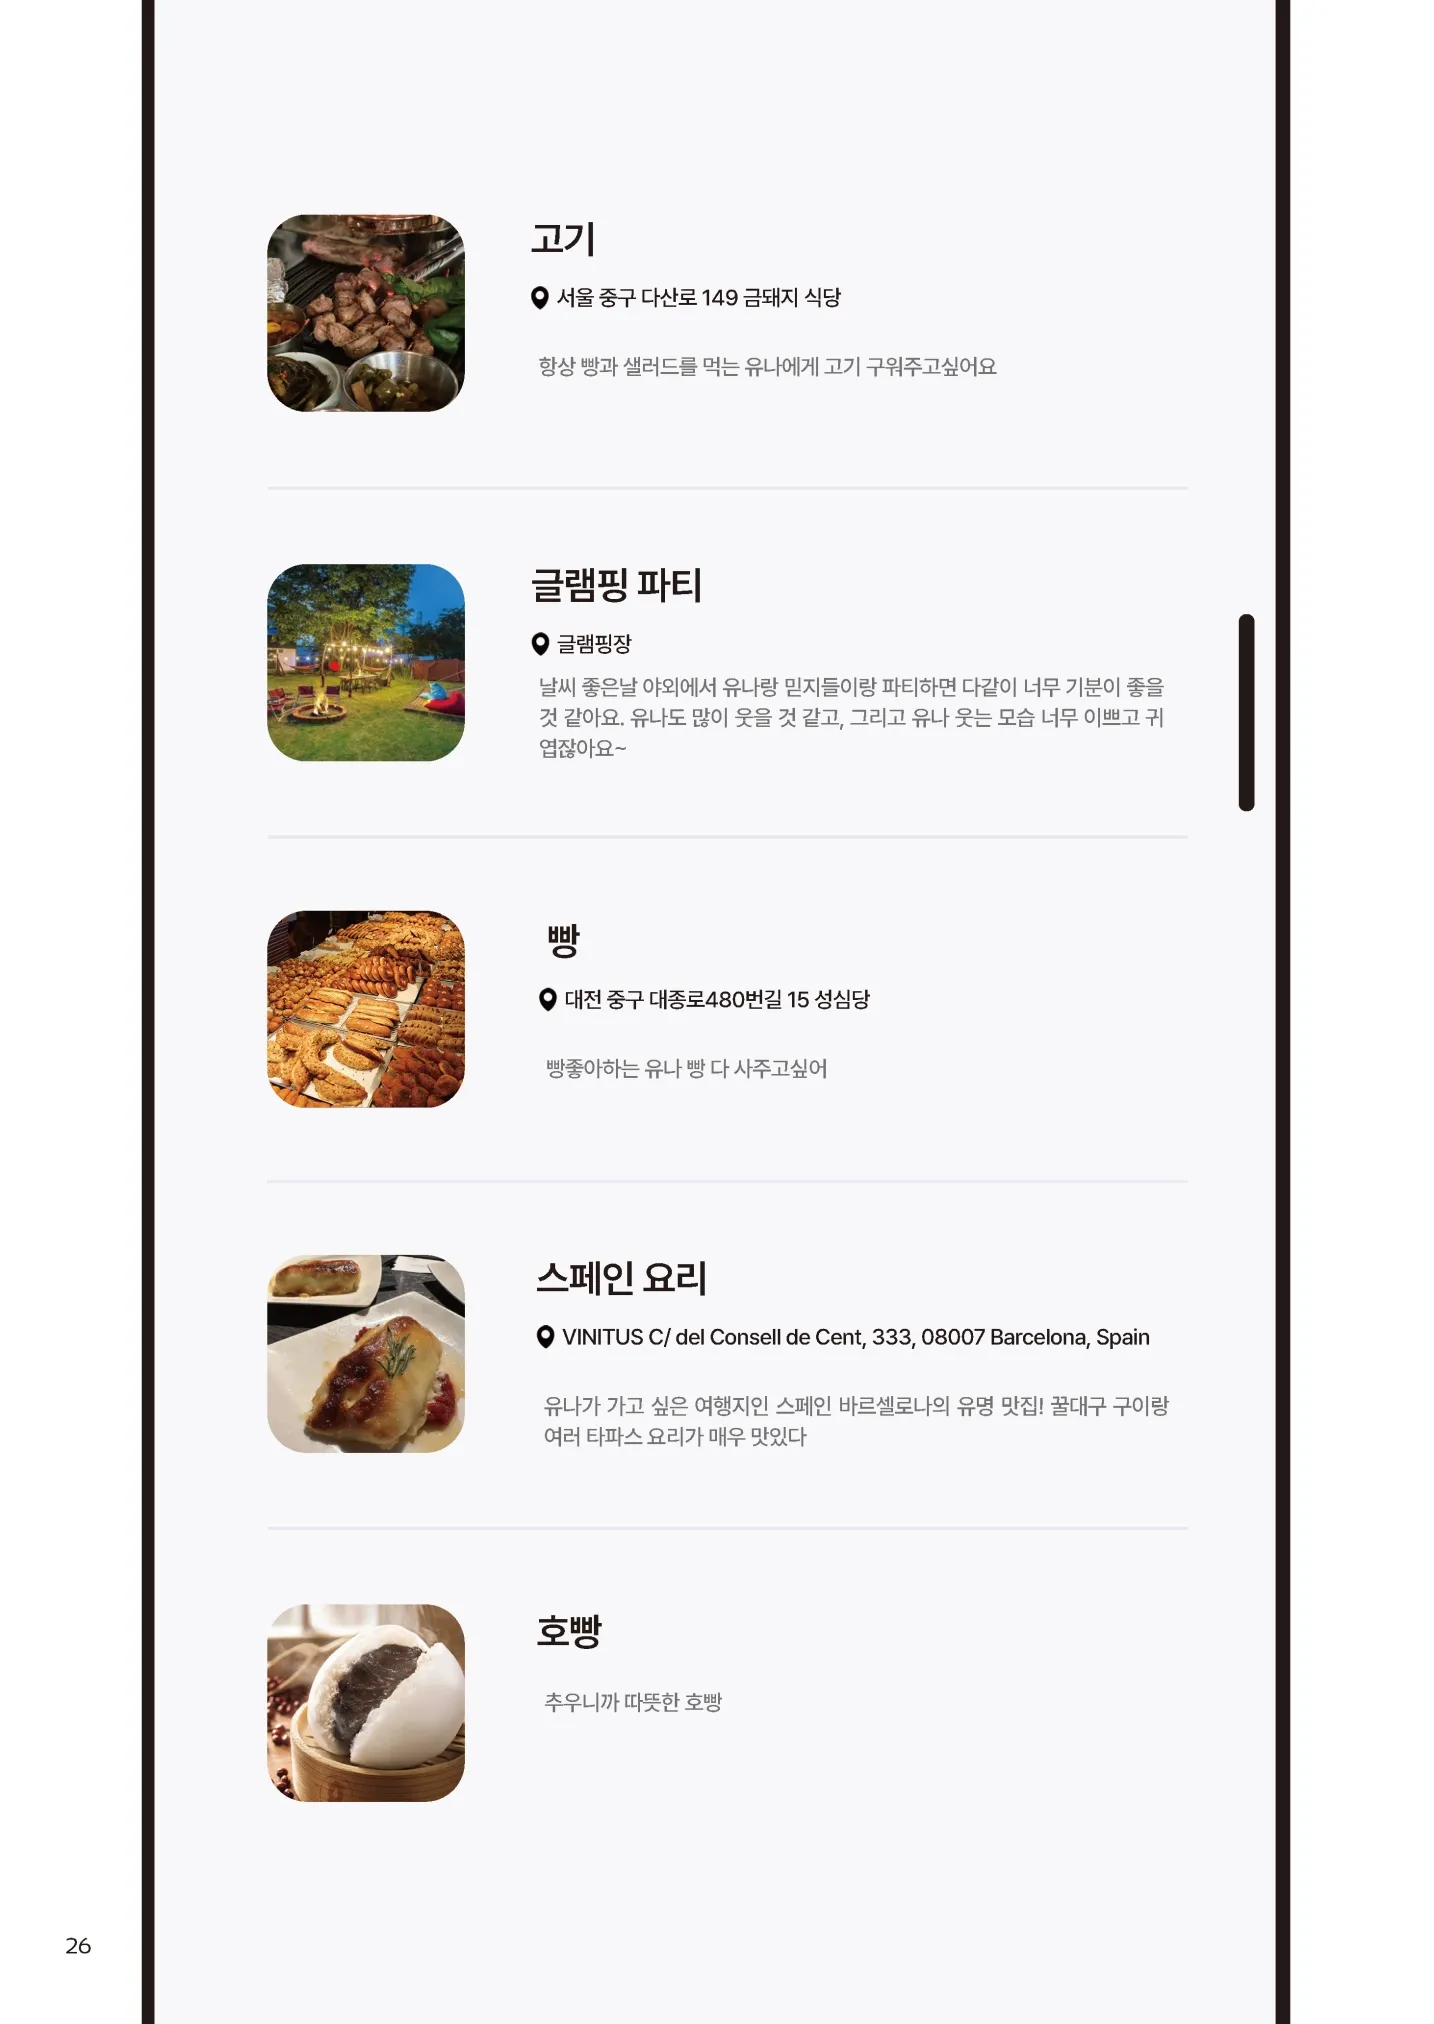 고기
서울 중구 다산로 149 금돼지 식당
항상 빵과 샐러드를 먹는 유나에게 고기 구워주고싶어요
글램핑 파티
글램핑장
날씨 좋은날 야외에서 유나랑 믿지들이랑 파티하면 다같이 너무 기분이 좋을
것 같아요. 유나도 많이 웃을 것 같고, 그리고 유나 웃는 모습 너무 이쁘고 귀
엽잖아요~
빵
대전 중구 대종로480번길 15 성심당
빵좋아하는 유나 빵 다 사주고싶어
스페인 요리
VINITUS C/ del Consell de Cent, 333, 08007 Barcelona, Spain
유나가 가고 싶은 여행지인 스페인 바르셀로나의 유명 맛집! 꿀대구 구이랑
여러 타파스 요리가 매우 맛있다
호빵
추우니까 따뜻한 호빵
26